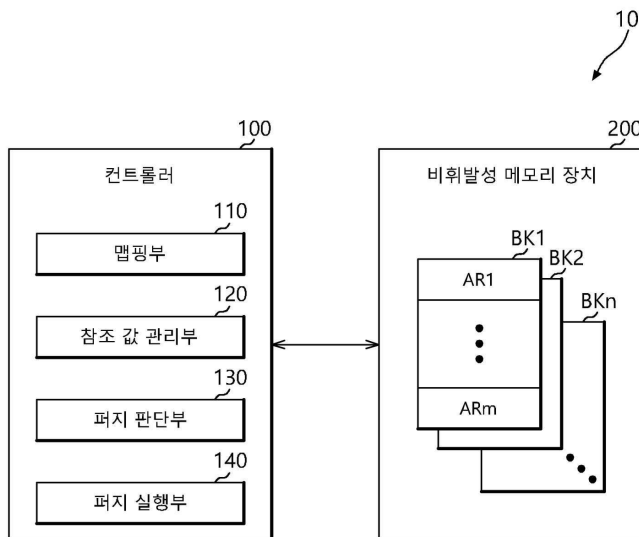 10
100
컨트롤러
110
맵핑부
120
참조 값 관리부
130
퍼지 판단부
140
퍼지 실행부
200
비휘발성 메모리 장치
BK1
BK2
BKn
AR1
ARm